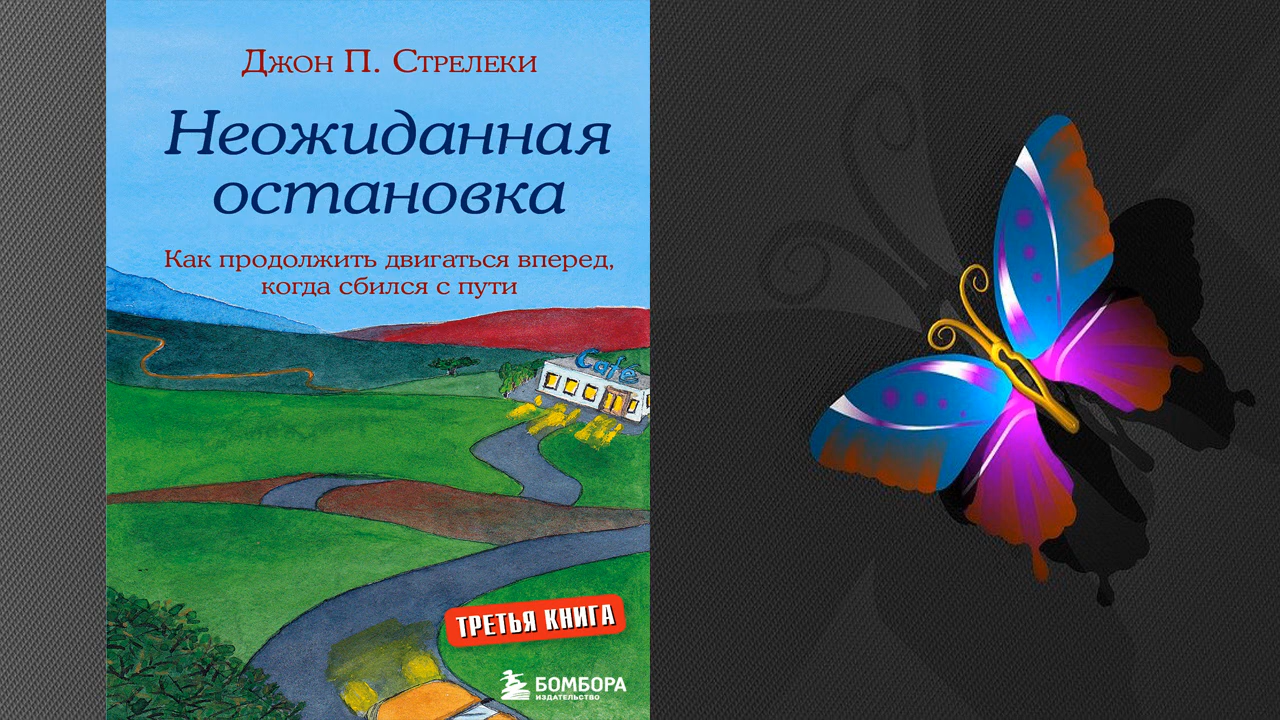 Джон П. Стрелеки
Неожиданная
остановка
Как продолжить двигаться вперед,
когда сбился с пути
Cafe
ТРЕТЬЯ КНИГА
БОМБОРА
ИЗДАТЕЛЬСТВО